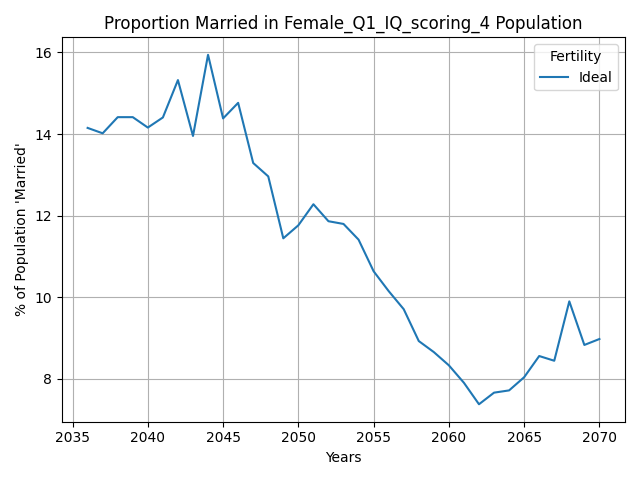 Proportion Married in Female_Q1_IQ_scoring_4 Population
Fertility
Ideal
% of Population 'Married'
16
14
12
10
8
2035 2040 2045 2050 2055 2060 2065 2070
Years